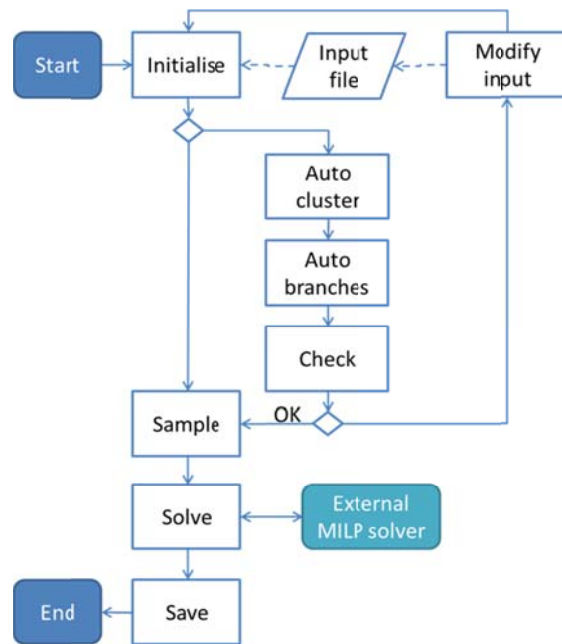 Start
Initialise
Input
file
Modify
input
Auto
cluster
Auto
branches
Check
OK
Sample
Solve
External
MILP solver
End
Save